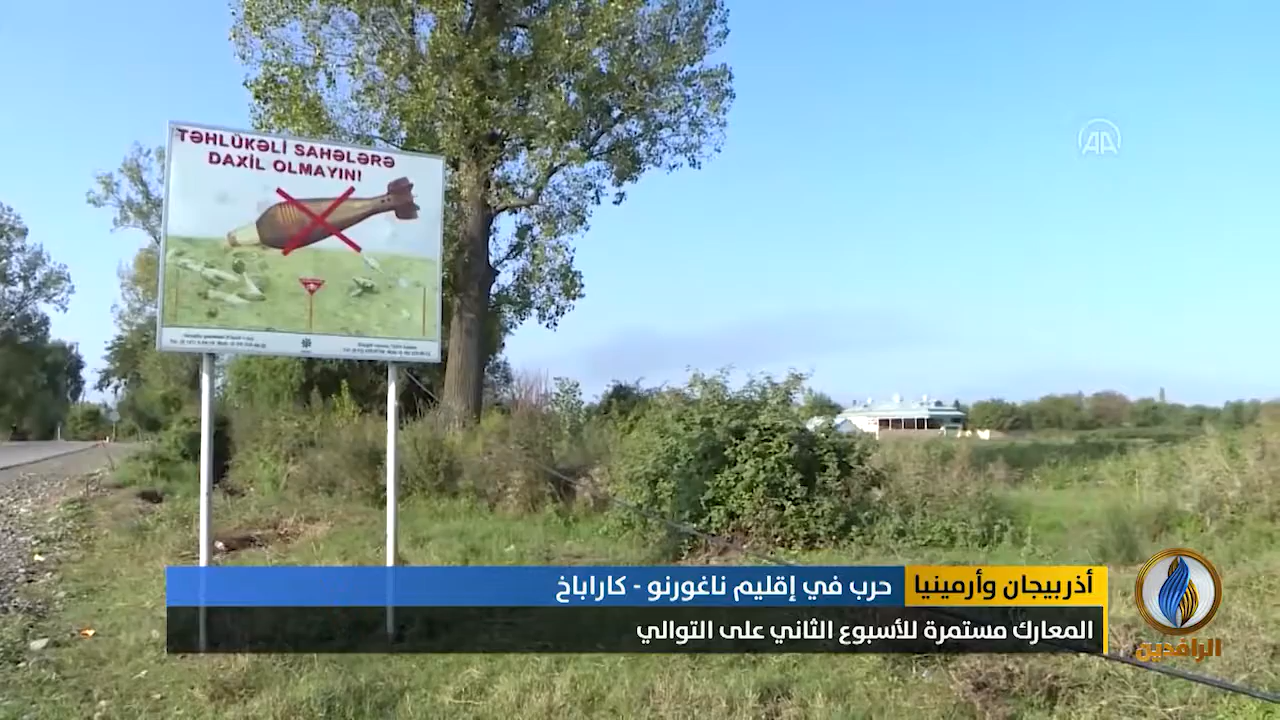 TƏHLÜKƏLİ SAHƏLƏRƏ
DAXİL OLMAYIN!
AA
أذربيجان وأرمينيا
حرب في إقليم ناغورنو - كاراباخ
المعارك مستمرة للأسبوع الثاني على التوالي
الرافدين